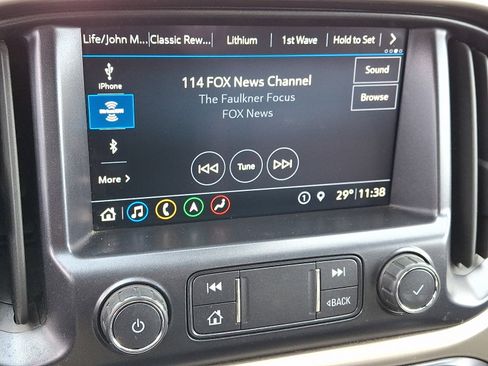 Life/John M... Classic Rew... Lithium 1st Wave Hold to Set
114 FOX News Channel
The Faulkner Focus
FOX News
Sound
Browse
iPhone
More
Tune
1 29° 11:38
BACK